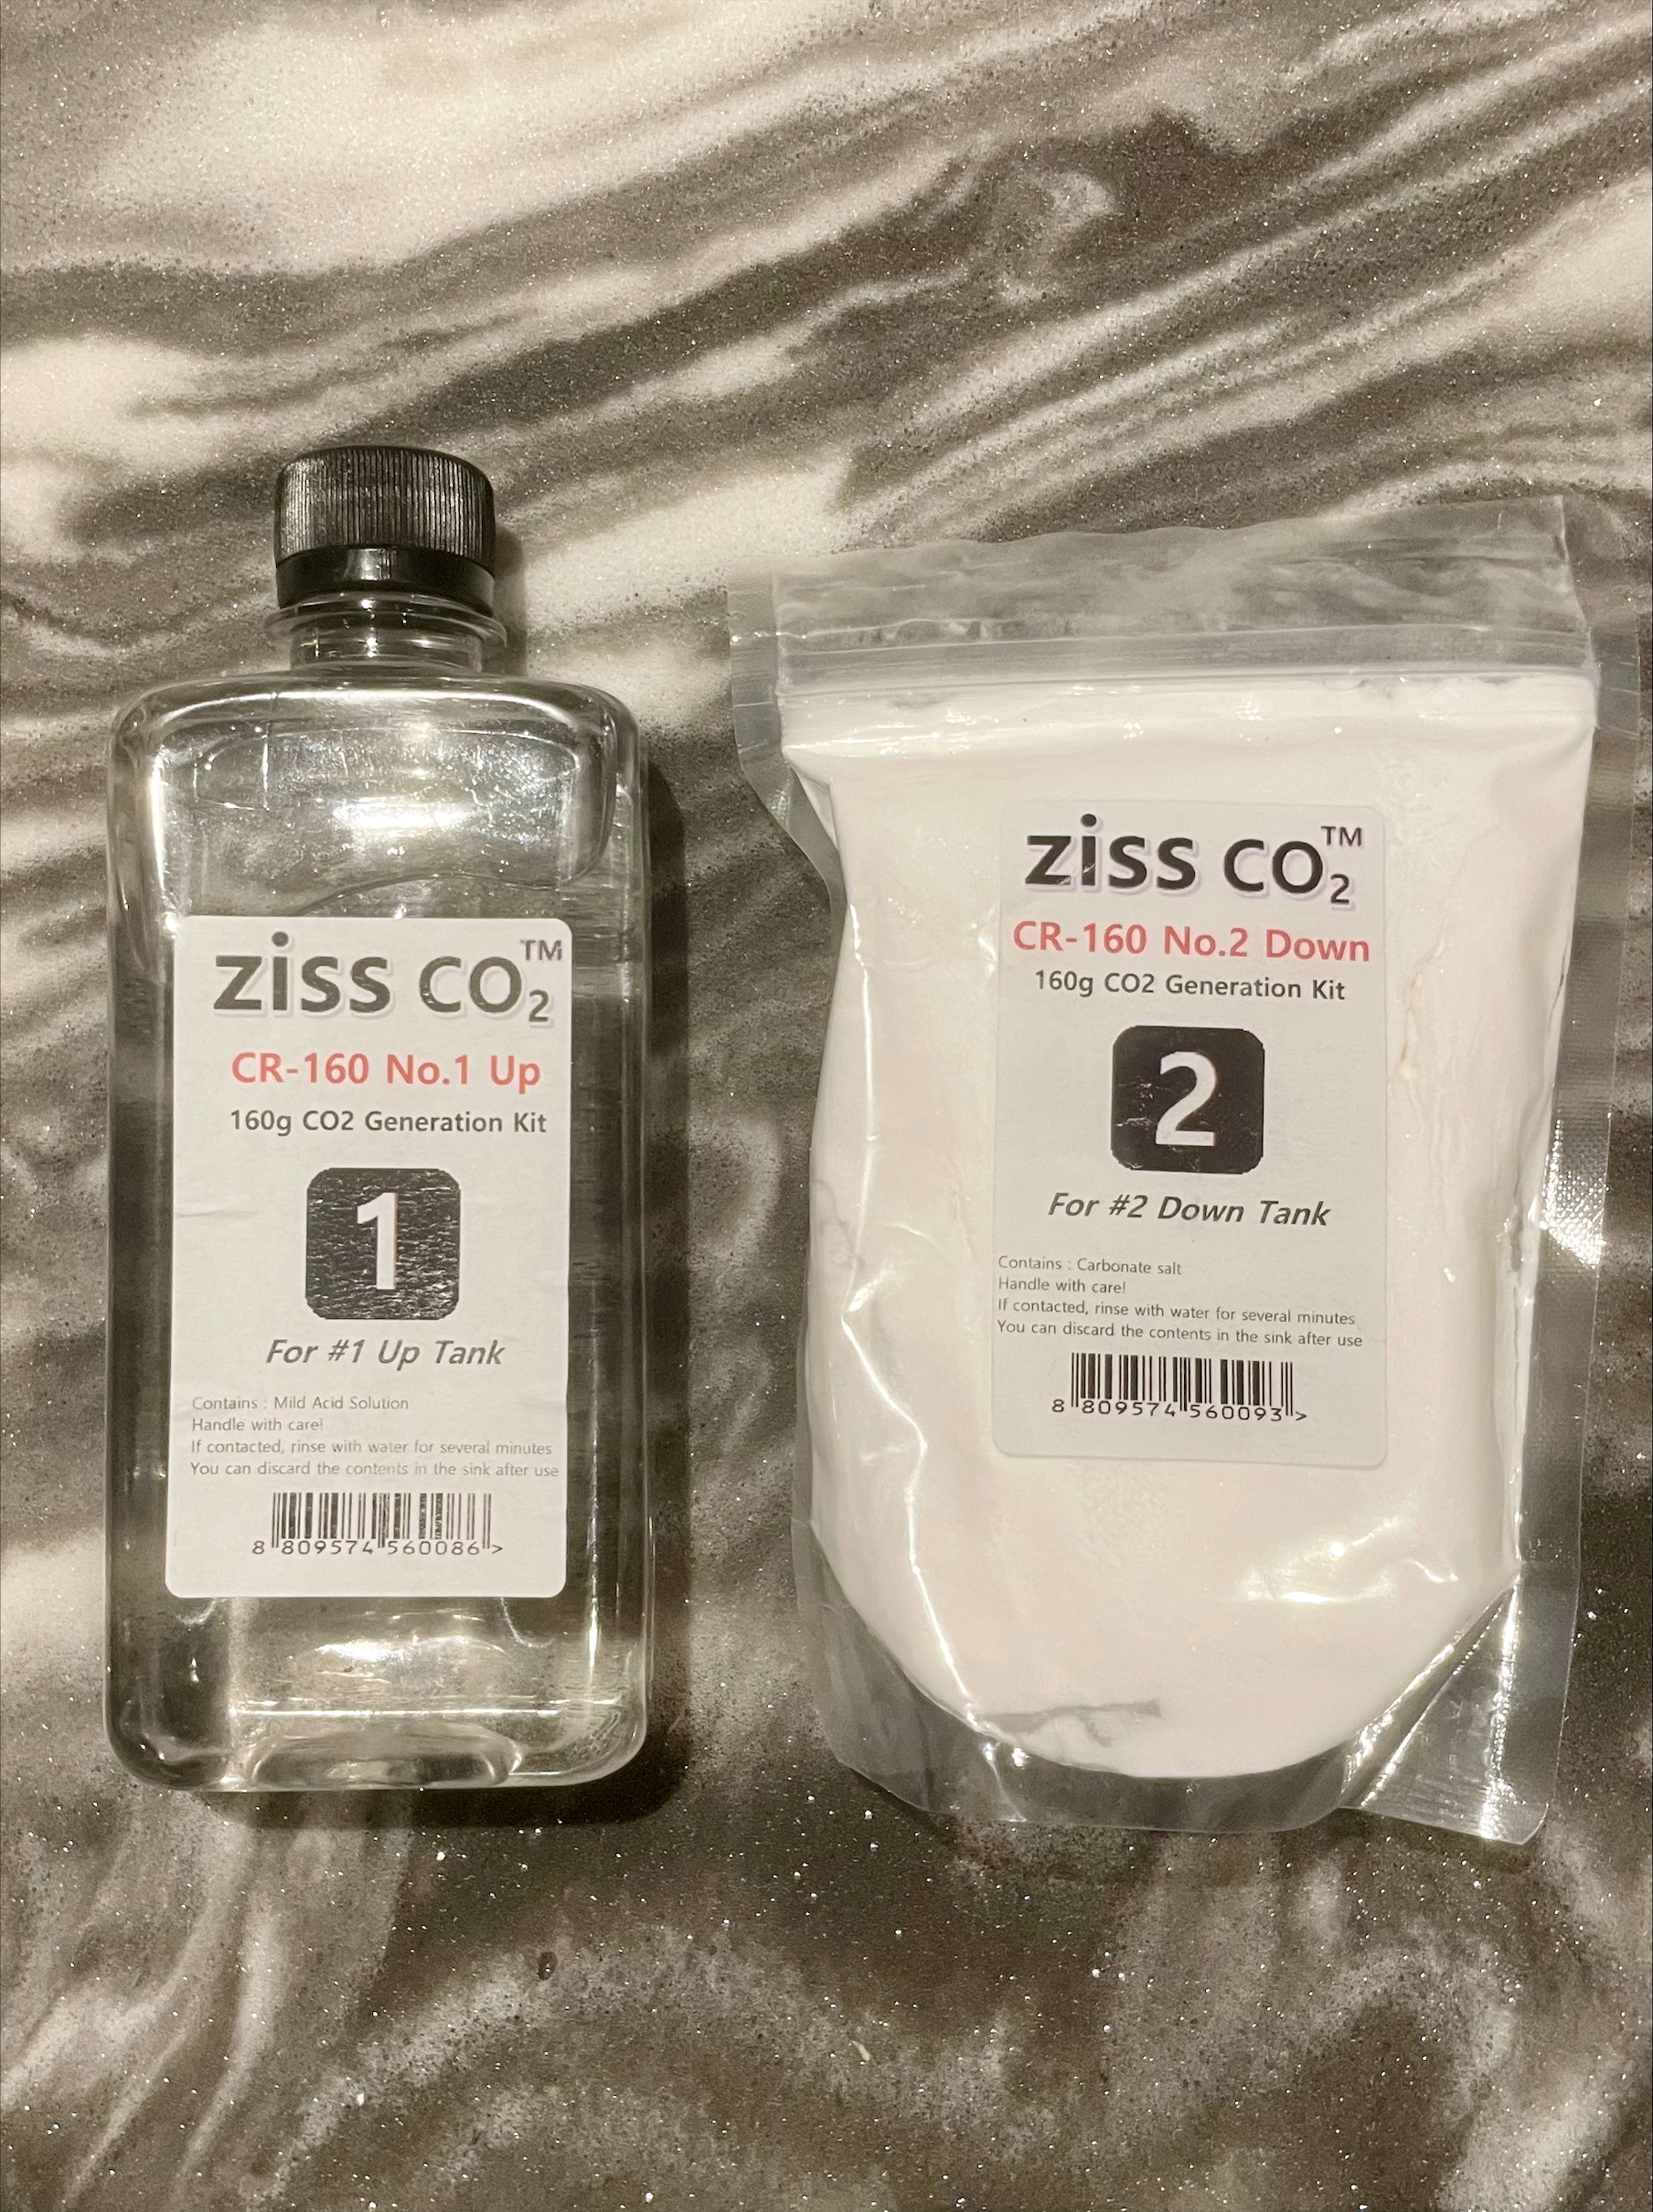 ziss CO₂™
CR-160 No.1 Up
160g CO2 Generation Kit
1
For #1 Up Tank
Contains : Mild Acid Solution
Handle with care!
If contacted, rinse with water for several minutes
You can discard the contents in the sink after use
8 809574 560086 >
ziss CO₂™
CR-160 No.2 Down
160g CO2 Generation Kit
2
For #2 Down Tank
Contains : Carbonate salt
Handle with care!
If contacted, rinse with water for several minutes
You can discard the contents in the sink after use
8 809574 560093 >